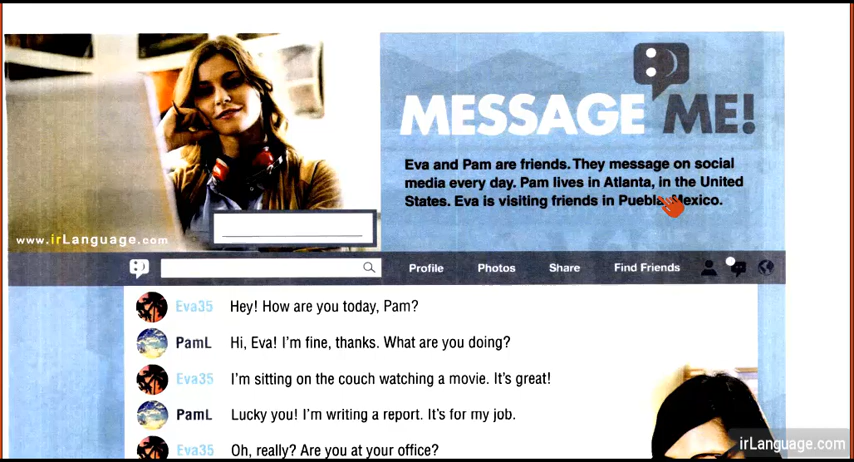 MESSAGE ME!
Eva and Pam are friends. They message on social
media every day. Pam lives in Atlanta, in the United
States. Eva is visiting friends in Puebla, Mexico.
www.irLanguage.com
Profile Photos Share Find Friends
Eva35 Hey! How are you today, Pam?
PamL Hi, Eva! I'm fine, thanks. What are you doing?
Eva35 I'm sitting on the couch watching a movie. It's great!
PamL Lucky you! I'm writing a report. It's for my job.
Eva35 Oh, really? Are you at your office?
irLanguage.com